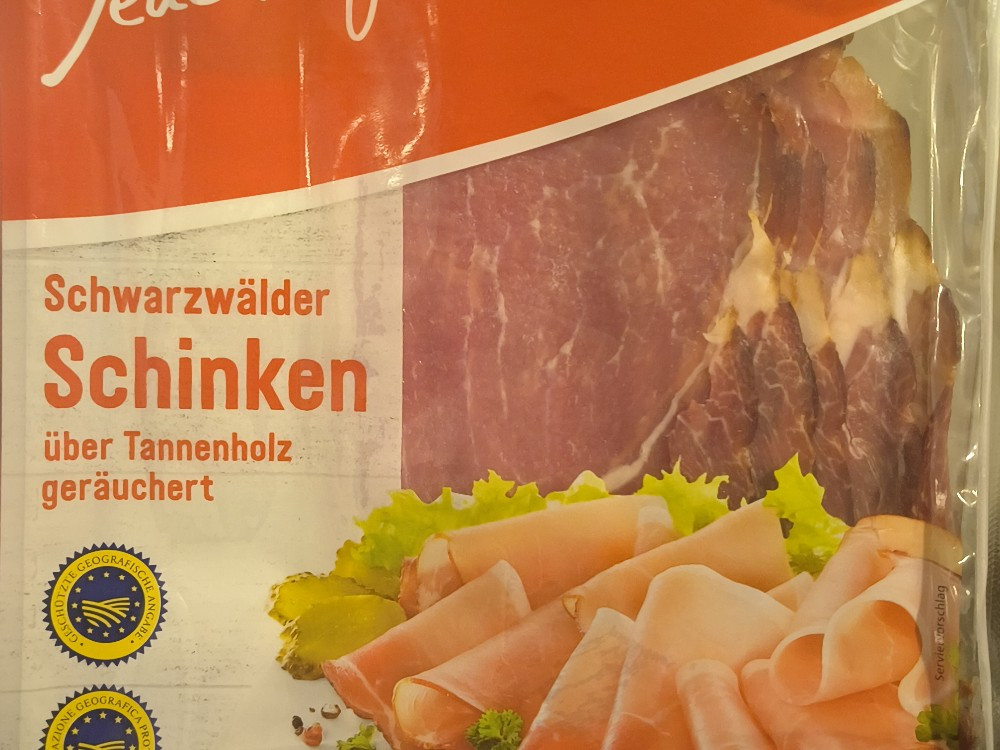 Schwarzwälder
Schinken
über Tannenholz
geräuchert
GESCHÜTZTE GEOGRAFISCHE ANGABE
Serviervorschlag